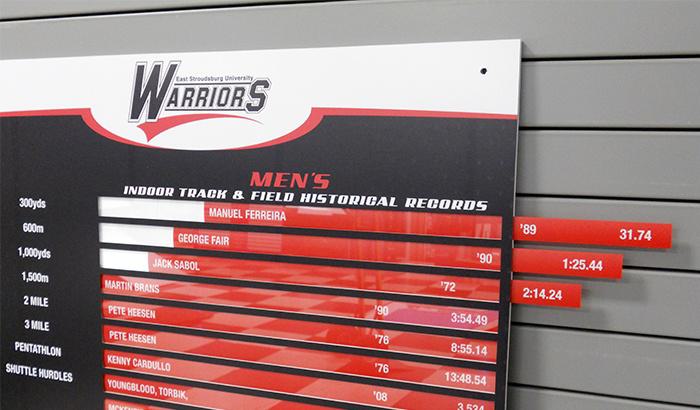 East Stroudsburg University
WARRIORS
MEN'S
INDOOR TRACK & FIELD HISTORICAL RECORDS
300yds MANUEL FERREIRA '89 31.74
600m GEORGE FAIR '90 1:25.44
1,000yds JACK SABOL '72 2:14.24
1,500m MARTIN BRANS '90 3:54.49
2 MILE PETE HEESEN '76 8:55.14
3 MILE PETE HEESEN '76 13:48.54
PENTATHLON KENNY CARDULLO '08 3,534
SHUTTLE HURDLES YOUNGBLOOD, TORBIK,